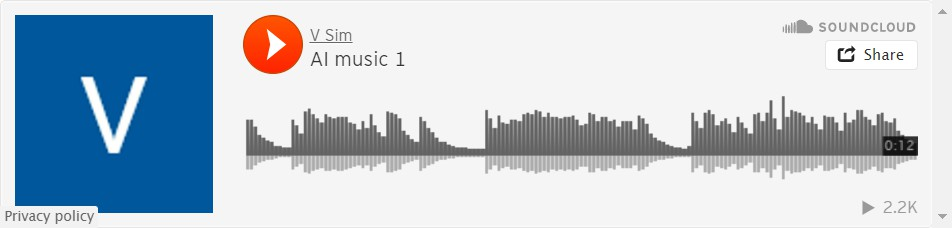 V
V Sim
AI music 1
SOUNDCLOUD
Share
0:12
Privacy policy
2.2K